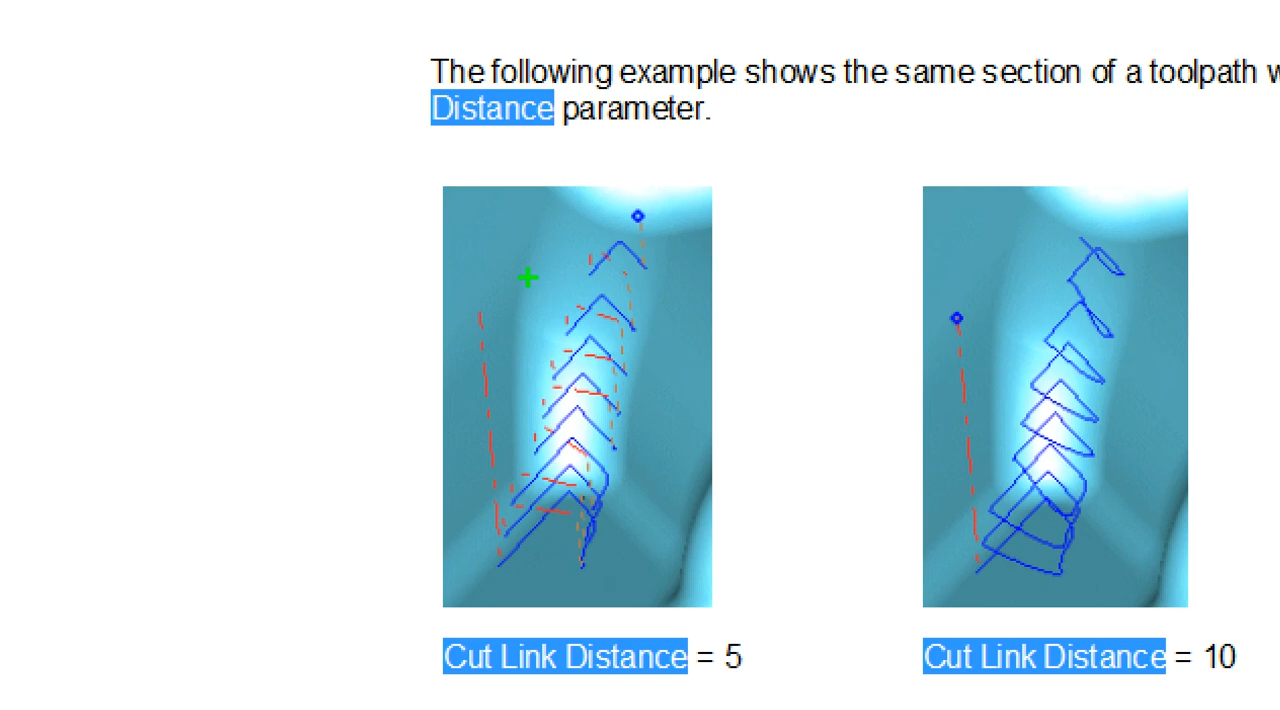 The following example shows the same section of a toolpath
Distance parameter.
Cut Link Distance = 5
Cut Link Distance = 10